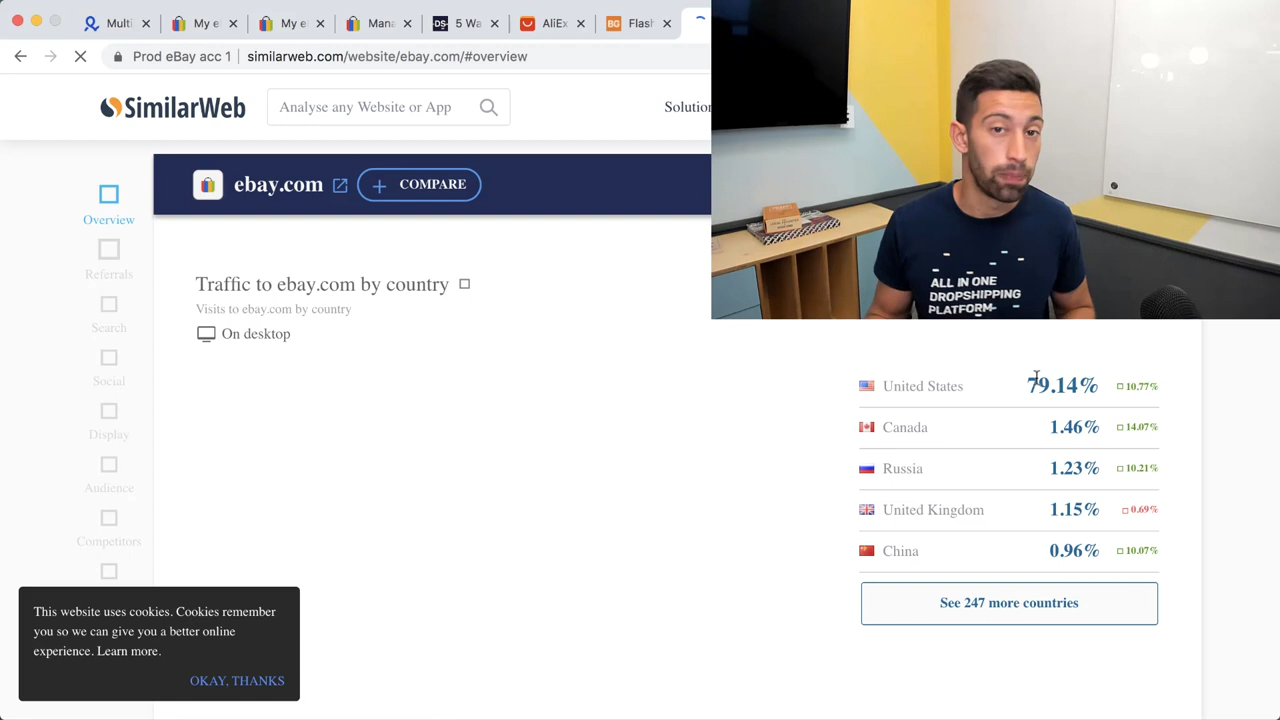 Multi
My e
My e
Mana
DS
5 Wa
AliEx
BG
Flash
Prod eBay acc 1
similarweb.com/website/ebay.com/#overview
SimilarWeb
Analyse any Website or App
Solution
ebay.com
COMPARE
Overview
Referrals
Search
Social
Display
Audience
Competitors
Traffic to ebay.com by country
Visits to ebay.com by country
On desktop
ALL IN ONE
DROPSHIPPING
PLATFORM
United States 79.14% 10.77%
Canada 1.46% 14.07%
Russia 1.23% 10.21%
United Kingdom 1.15% 0.69%
China 0.96% 10.07%
See 247 more countries
This website uses cookies. Cookies remember
you so we can give you a better online
experience. Learn more.
OKAY, THANKS